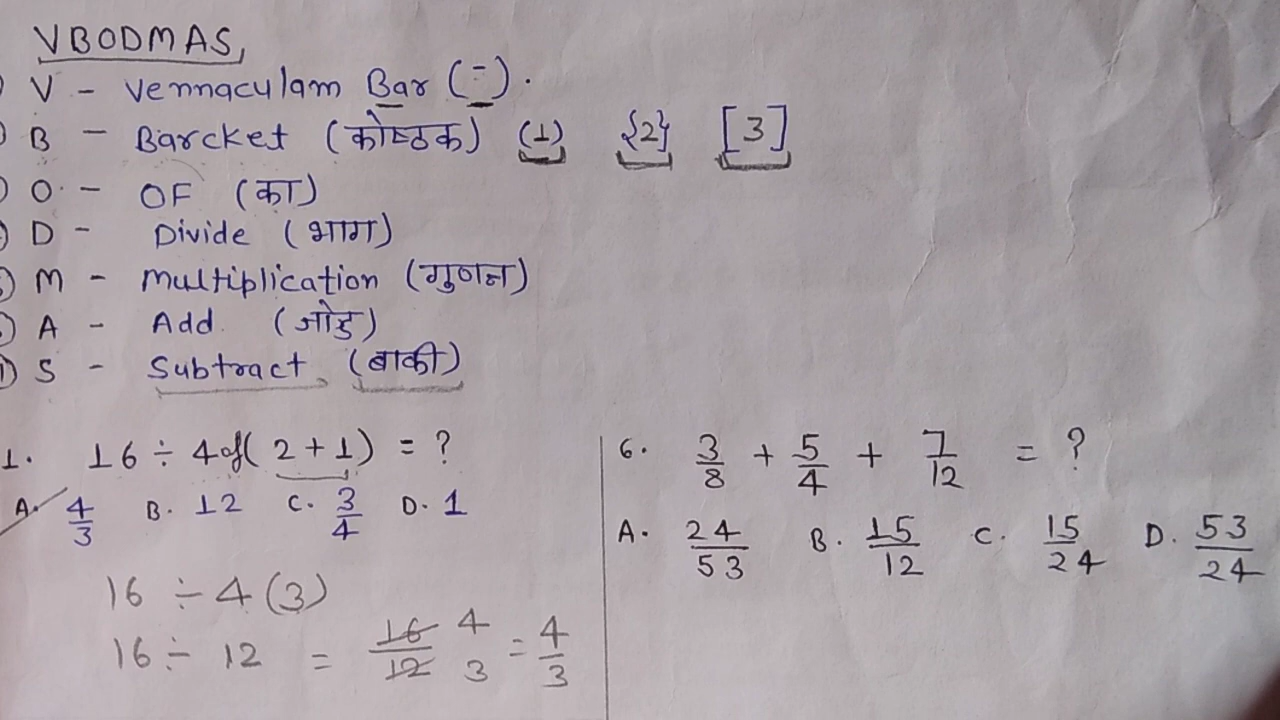 VBODMAS,
V - Vennaculam Bar (-).
B - Barcket (कोष्ठक) (1) {2} [3]
O - OF (का)
D - Divide (भाग)
M - Multiplication (गुणन)
A - Add (जोड़)
S - Subtract (बाकी)
1. 16 ÷ 4 of (2 + 1) = ?
A. 4/3 B. 12 C. 3/4 D. 1
16 ÷ 4 (3)
16 ÷ 12 = 16/12 4/3 = 4/3
6. 3/8 + 5/4 + 7/12 = ?
A. 24/53 B. 15/12 C. 15/24 D. 53/24